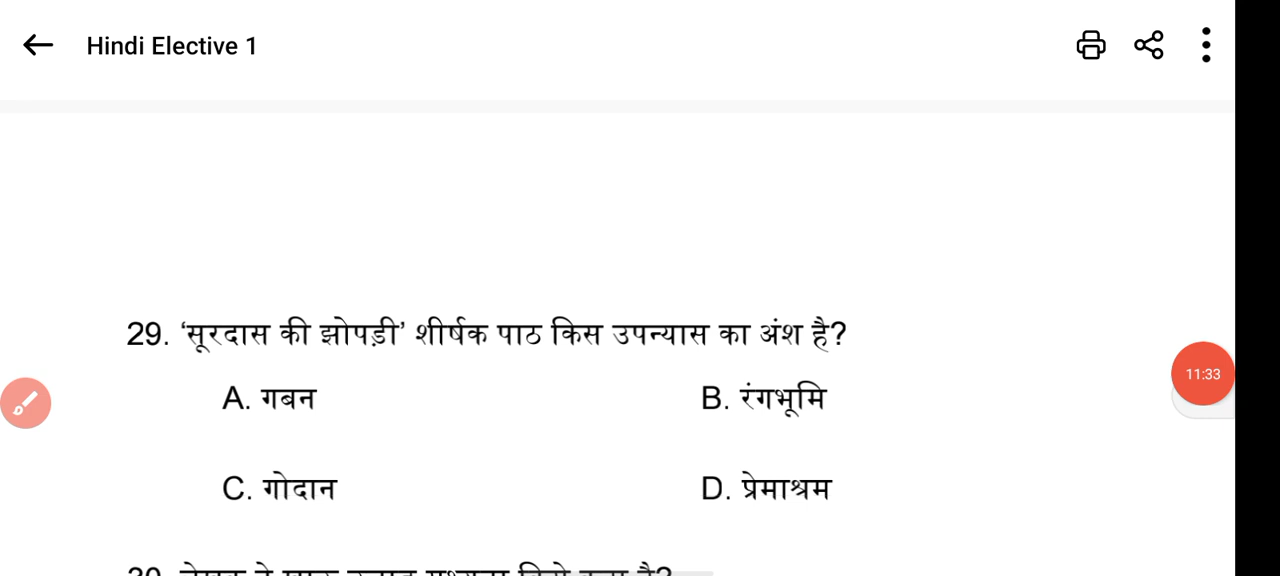 Hindi Elective 1
29. ‘सूरदास की झोपड़ी’ शीर्षक पाठ किस उपन्यास का अंश है?
11:33
A. गबन B. रंगभूमि
C. गोदान D. प्रेमाश्रम